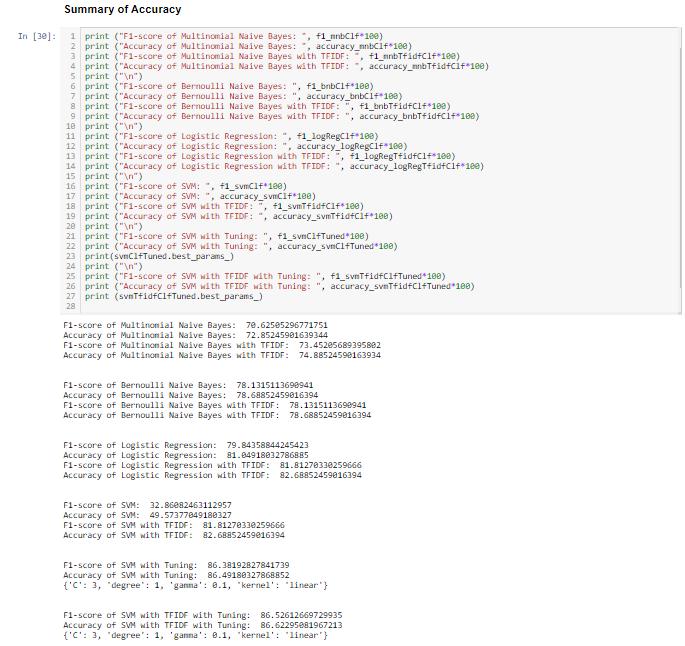 Summary of Accuracy
In [30]:
1 print ("F1-score of Multinomial Naive Bayes: ", f1_mnbClf*100)
2 print ("Accuracy of Multinomial Naive Bayes: ", accuracy_mnbClf*100)
3 print ("F1-score of Multinomial Naive Bayes with TFIDF: ", f1_mnbTfidfClf*100)
4 print ("Accuracy of Multinomial Naive Bayes with TFIDF: ", accuracy_mnbTfidfClf*100)
5 print ("\n")
6 print ("F1-score of Bernoulli Naive Bayes: ", f1_bnbClf*100)
7 print ("Accuracy of Bernoulli Naive Bayes: ", accuracy_bnbClf*100)
8 print ("F1-score of Bernoulli Naive Bayes with TFIDF: ", f1_bnbTfidfClf*100)
9 print ("Accuracy of Bernoulli Naive Bayes with TFIDF: ", accuracy_bnbTfidfClf*100)
10 print ("\n")
11 print ("F1-score of Logistic Regression: ", f1_logRegClf*100)
12 print ("Accuracy of Logistic Regression: ", accuracy_logRegClf*100)
13 print ("F1-score of Logistic Regression with TFIDF: ", f1_logRegTfidfClf*100)
14 print ("Accuracy of Logistic Regression with TFIDF: ", accuracy_logRegTfidfClf*100)
15 print ("\n")
16 print ("F1-score of SVM: ", f1_svmClf*100)
17 print ("Accuracy of SVM: ", accuracy_svmClf*100)
18 print ("F1-score of SVM with TFIDF: ", f1_svmTfidfClf*100)
19 print ("Accuracy of SVM with TFIDF: ", accuracy_svmTfidfClf*100)
20 print ("\n")
21 print ("F1-score of SVM with Tuning: ", f1_svmClfTuned*100)
22 print ("Accuracy of SVM with Tuning: ", accuracy_svmClfTuned*100)
23 print(svmClfTuned.best_params_)
24 print ("\n")
25 print ("F1-score of SVM with TFIDF with Tuning: ", f1_svmTfidfClfTuned*100)
26 print ("Accuracy of SVM with TFIDF with Tuning: ", accuracy_svmTfidfClfTuned*100)
27 print (svmTfidfClfTuned.best_params_)
28
F1-score of Multinomial Naive Bayes:  70.62505296771751
Accuracy of Multinomial Naive Bayes:  72.85245901639344
F1-score of Multinomial Naive Bayes with TFIDF:  73.45205689395802
Accuracy of Multinomial Naive Bayes with TFIDF:  74.88524590163934
F1-score of Bernoulli Naive Bayes:  78.1315113690941
Accuracy of Bernoulli Naive Bayes:  78.68852459016394
F1-score of Bernoulli Naive Bayes with TFIDF:  78.1315113690941
Accuracy of Bernoulli Naive Bayes with TFIDF:  78.68852459016394
F1-score of Logistic Regression:  79.84358844245423
Accuracy of Logistic Regression:  81.04918032786885
F1-score of Logistic Regression with TFIDF:  81.81270330259666
Accuracy of Logistic Regression with TFIDF:  82.68852459016394
F1-score of SVM:  32.86082463112957
Accuracy of SVM:  49.57377049180327
F1-score of SVM with TFIDF:  81.81270330259666
Accuracy of SVM with TFIDF:  82.68852459016394
F1-score of SVM with Tuning:  86.38192827841739
Accuracy of SVM with Tuning:  86.49180327868852
{'C': 3, 'degree': 1, 'gamma': 0.1, 'kernel': 'linear'}
F1-score of SVM with TFIDF with Tuning:  86.52612669729935
Accuracy of SVM with TFIDF with Tuning:  86.62295081967213
{'C': 3, 'degree': 1, 'gamma': 0.1, 'kernel': 'linear'}